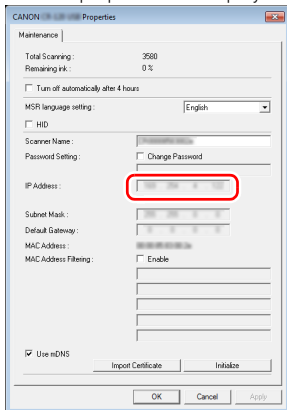 CANON Properties
Maintenance
Total Scanning : 3580
Remaining ink : 0 %
Turn off automatically after 4 hours
MSR language setting : English
HID
Scanner Name :
Password Setting : Change Password
IP Address :
Subnet Mask :
Default Gateway :
MAC Address :
MAC Address Filtering : Enable
Use mDNS
Import Certificate Initialize
OK Cancel Apply